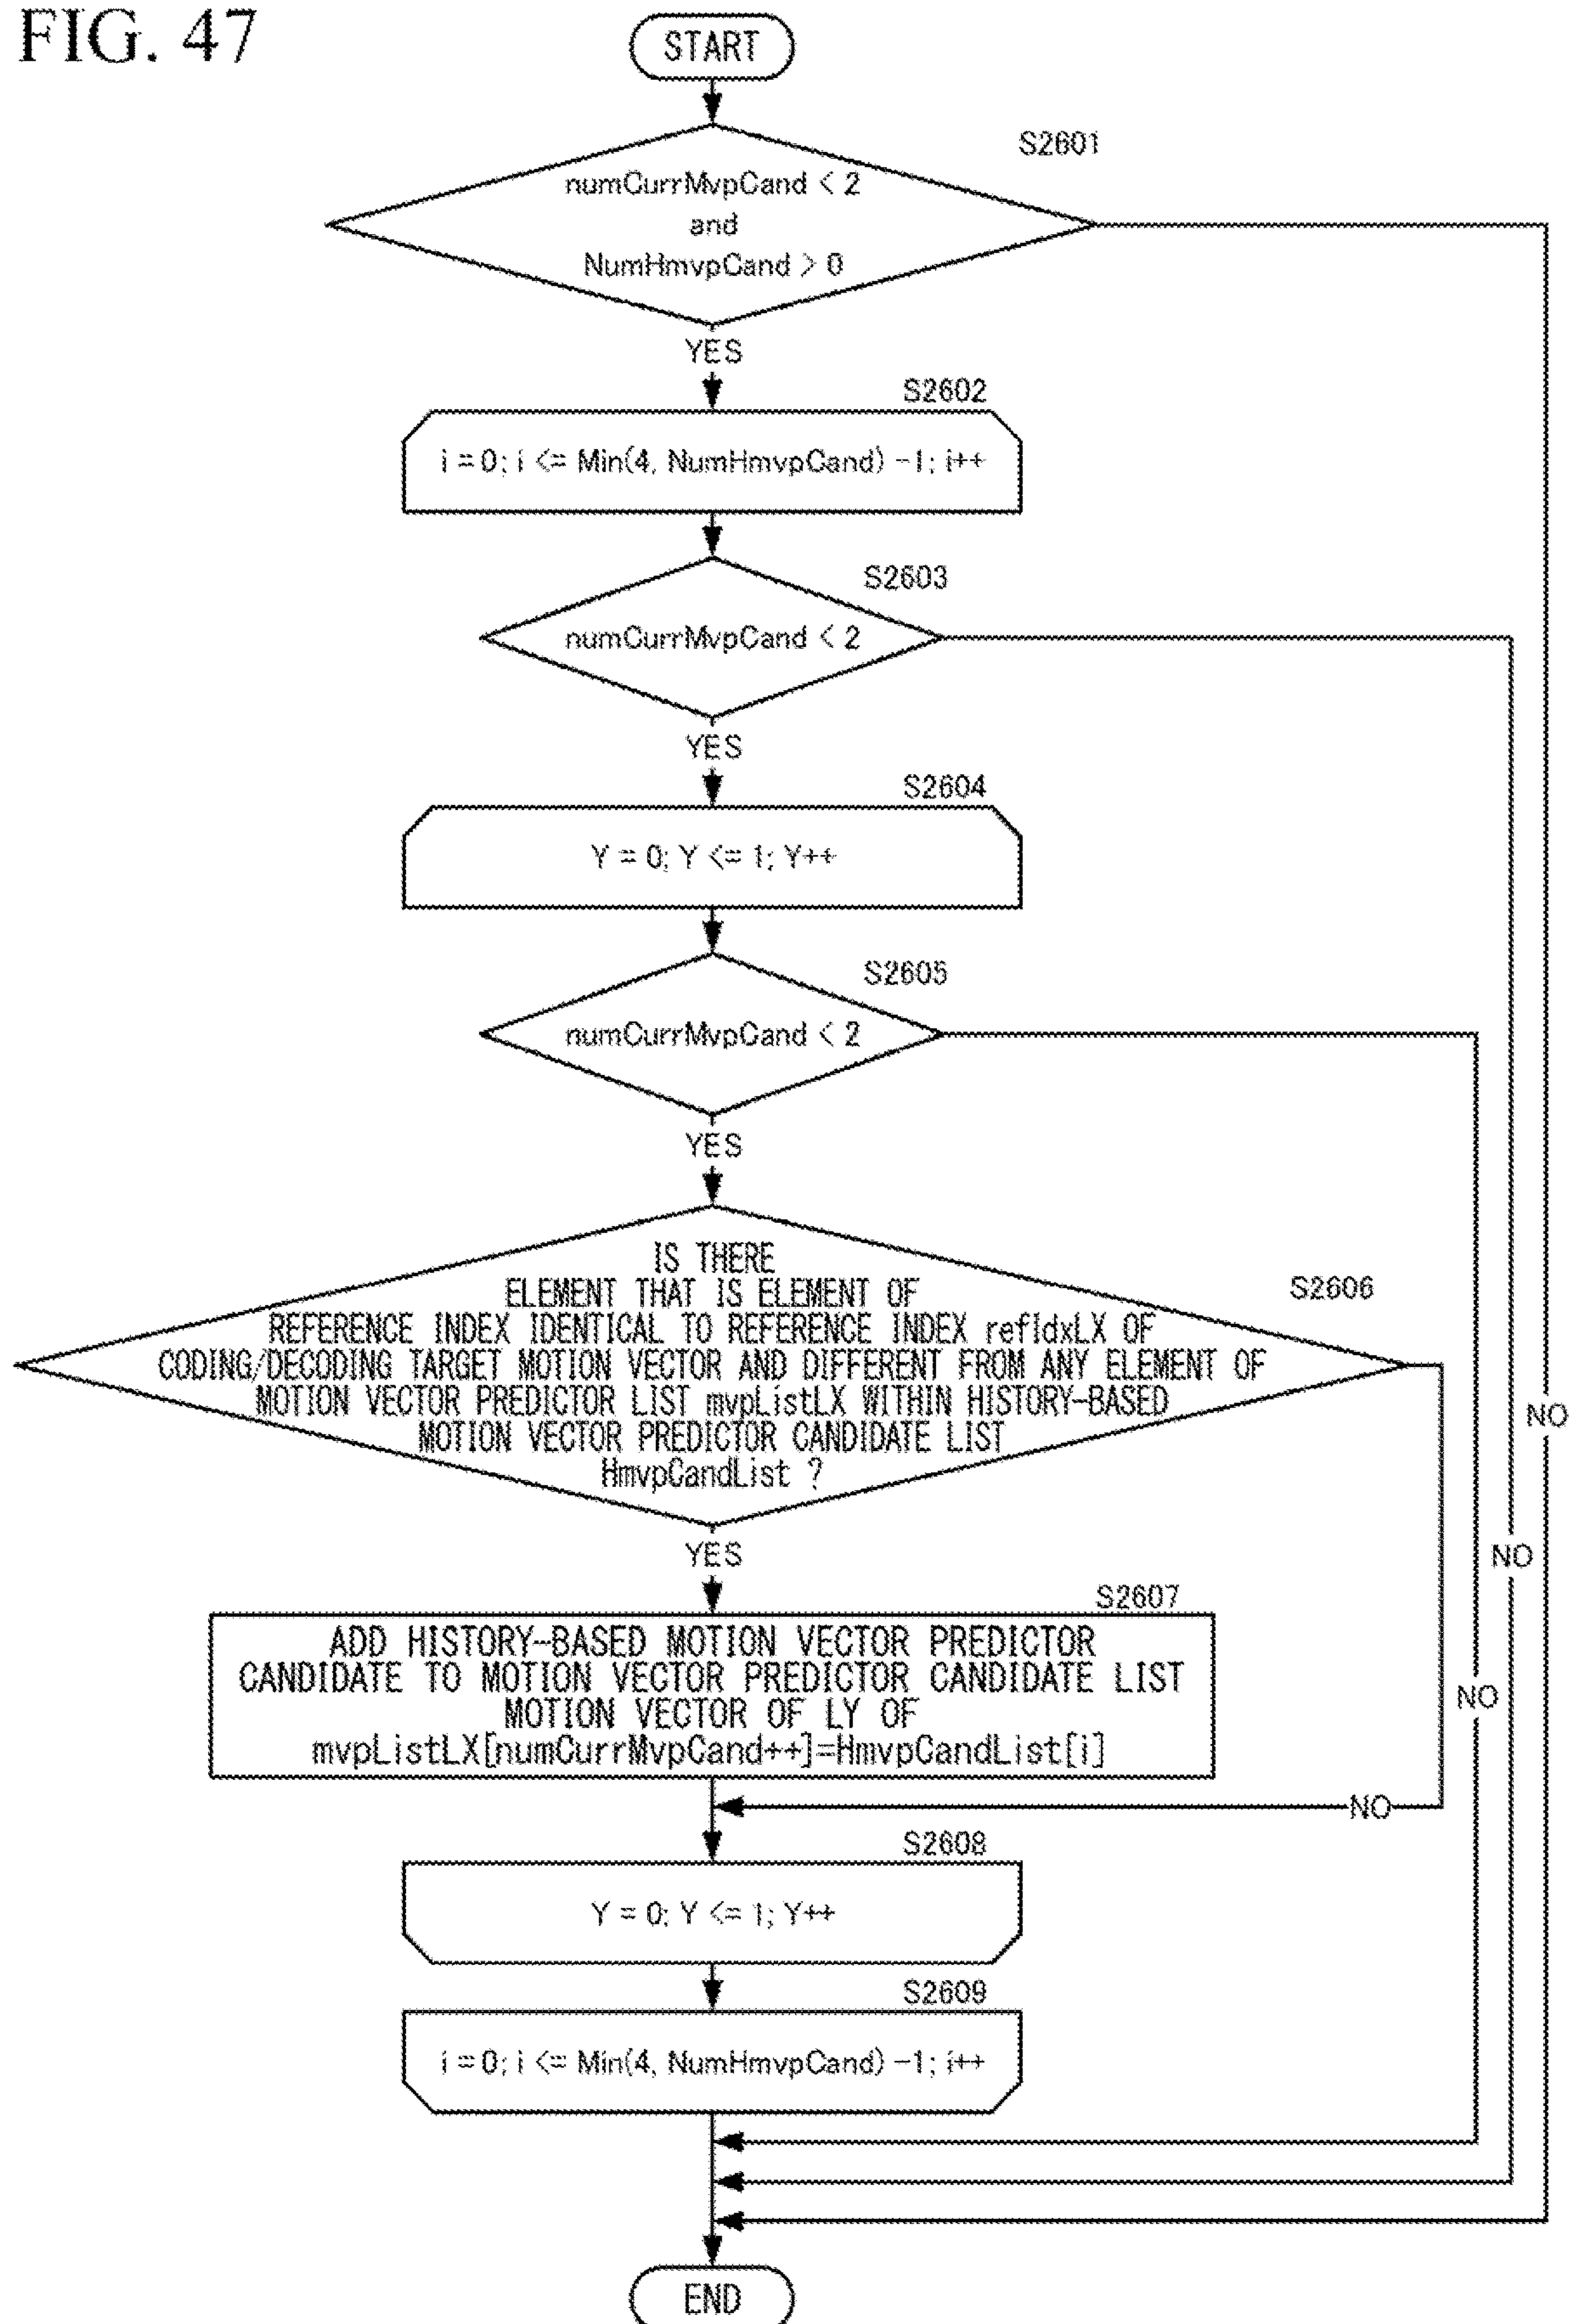 FIG. 47
START
S2601
numCurrMvpCand < 2
and
NumHmvpCand > 0
YES
S2602
i = 0; i <= Min(4, NumHmvpCand) -1; i++
S2603
numCurrMvpCand < 2
YES
S2604
Y = 0; Y <= 1; Y++
S2605
numCurrMvpCand < 2
YES
IS THERE
ELEMENT THAT IS ELEMENT OF
S2606
REFERENCE INDEX IDENTICAL TO REFERENCE INDEX refIdxLX OF
CODING/DECODING TARGET MOTION VECTOR AND DIFFERENT FROM ANY ELEMENT OF
MOTION VECTOR PREDICTOR LIST mvpListLX WITHIN HISTORY-BASED
MOTION VECTOR PREDICTOR CANDIDATE LIST
HmvpCandList ?
NO
YES
NO
S2607
ADD HISTORY-BASED MOTION VECTOR PREDICTOR
CANDIDATE TO MOTION VECTOR PREDICTOR CANDIDATE LIST
MOTION VECTOR OF LY OF
mvpListLX[numCurrMvpCand++]=HmvpCandList[i]
NO
NO
S2608
Y = 0; Y <= 1; Y++
S2609
i = 0; i <= Min(4, NumHmvpCand) -1; i++
END